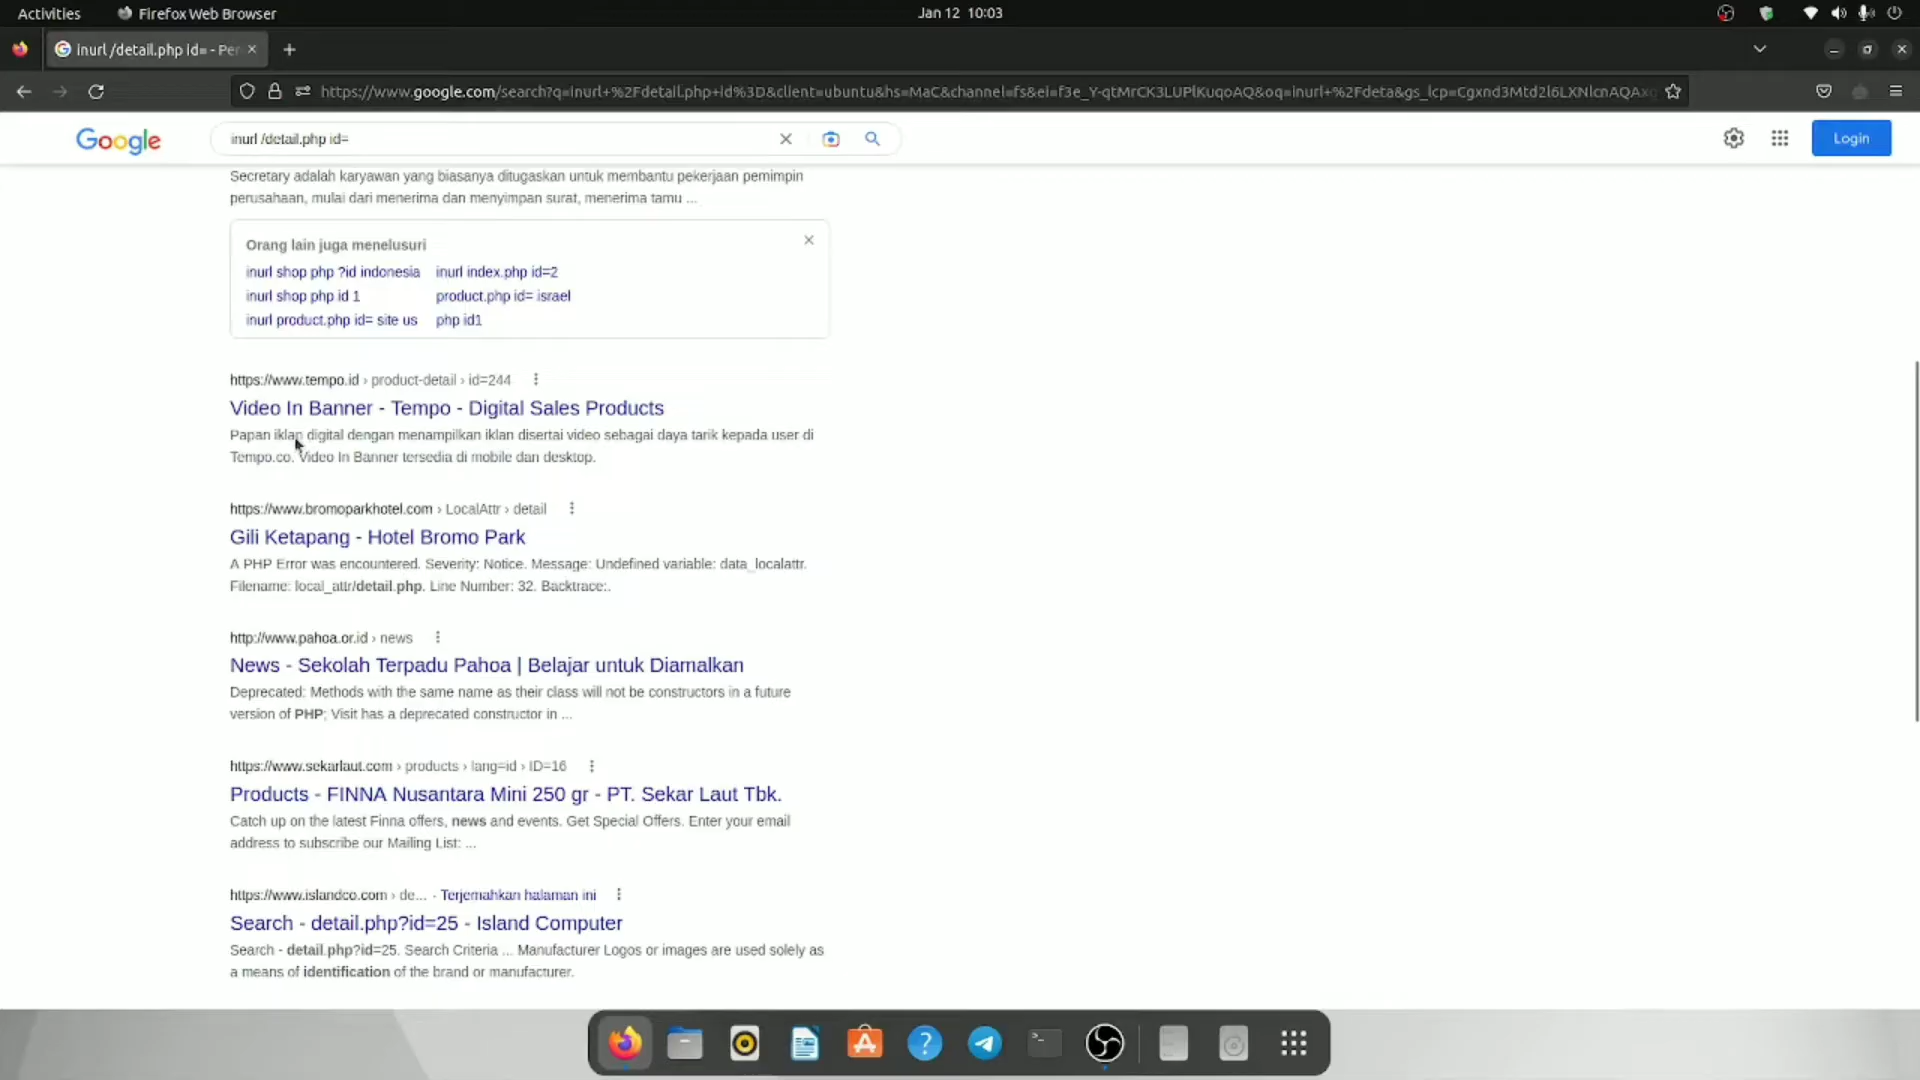 Activities
Firefox Web Browser
Jan 12 10:03
inurl /detail.php id= - Per
https://www.google.com/search?q=inurl+%2Fdetail.php+id%3D&client=ubuntu&hs=MaC&channel=fs&ei=f3e_Y-qtMrCK3LUPlKuqoAQ&oq=inurl+%2Fdeta&gs_lcp=Cgxnd3Mtd2l6LXNlcnAQAx
Google
inurl /detail.php id=
Login
Secretary adalah karyawan yang biasanya ditugaskan untuk membantu pekerjaan pemimpin
perusahaan, mulai dari menerima dan menyimpan surat, menerima tamu ...
Orang lain juga menelusuri
inurl shop php ?id indonesia inurl index.php id=2
inurl shop php id 1 product.php id= israel
inurl product.php id= site us php id1
https://www.tempo.id › product-detail › id=244
Video In Banner - Tempo - Digital Sales Products
Papan iklan digital dengan menampilkan iklan disertai video sebagai daya tarik kepada user di
Tempo.co. Video In Banner tersedia di mobile dan desktop.
https://www.bromoparkhotel.com › LocalAttr › detail
Gili Ketapang - Hotel Bromo Park
A PHP Error was encountered. Severity: Notice. Message: Undefined variable: data_localattr.
Filename: local_attr/detail.php. Line Number: 32. Backtrace:.
http://www.pahoa.or.id › news
News - Sekolah Terpadu Pahoa | Belajar untuk Diamalkan
Deprecated: Methods with the same name as their class will not be constructors in a future
version of PHP; Visit has a deprecated constructor in ...
https://www.sekarlaut.com › products › lang=id › ID=16
Products - FINNA Nusantara Mini 250 gr - PT. Sekar Laut Tbk.
Catch up on the latest Finna offers, news and events. Get Special Offers. Enter your email
address to subscribe our Mailing List: ...
https://www.islandco.com › de... · Terjemahkan halaman ini
Search - detail.php?id=25 - Island Computer
Search - detail.php?id=25. Search Criteria ... Manufacturer Logos or images are used solely as
a means of identification of the brand or manufacturer.